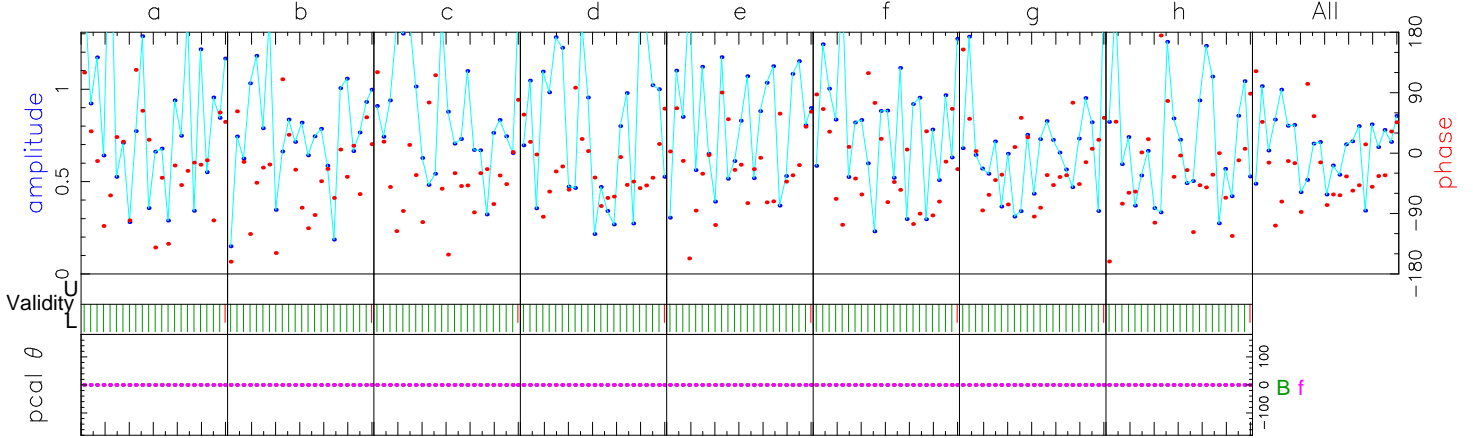 a b c d e f g h All
amplitude
1
0.5
0
180
90
0
−90
−180
phase
U
Validity
L
pcal θ
100
0
−100
B f